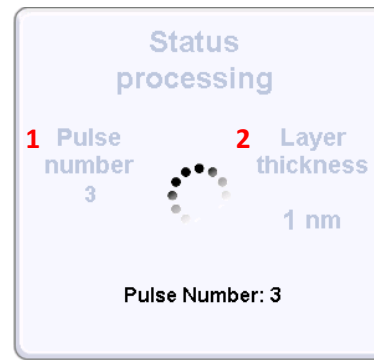 Status
processing
1 Pulse
number
3
2 Layer
thickness
1 nm
Pulse Number: 3